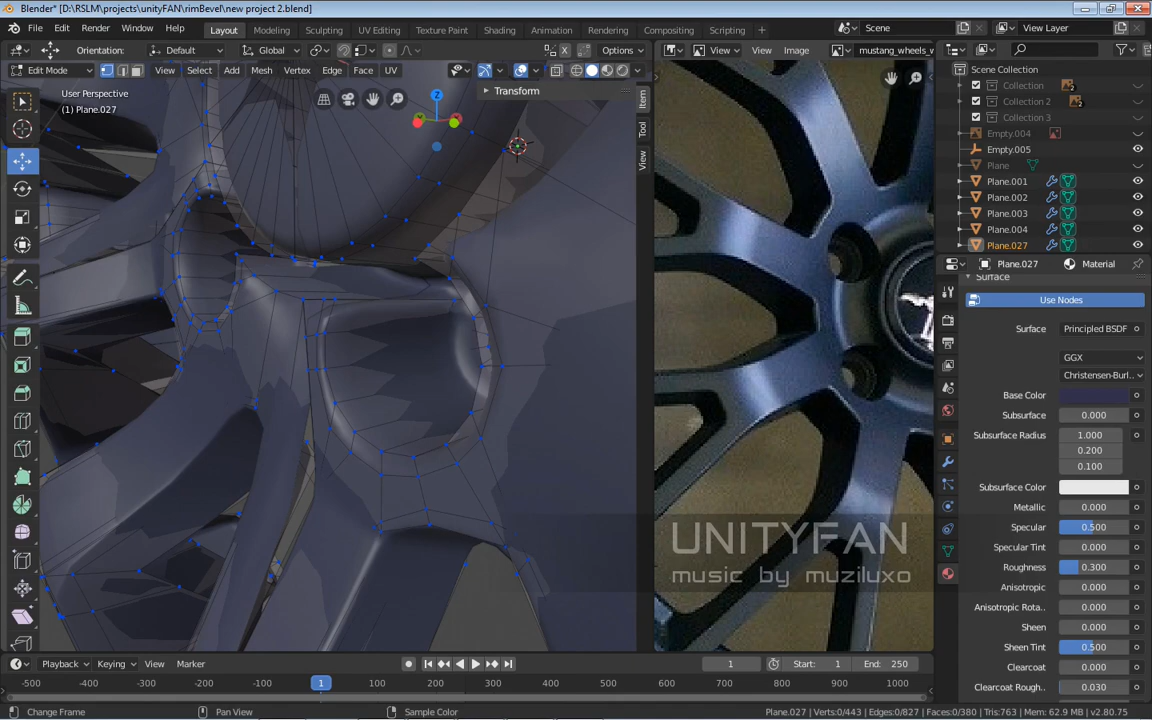 Blender* [D:\RSLM\projects\unityFAN\rimBevel\new project 2.blend]
File Edit Render Window Help Layout Modeling Sculpting UV Editing Texture Paint Shading Animation Rendering Compositing Scripting Scene View Layer
Orientation: Default Global X Options View View Image mustang_wheels_w
Edit Mode View Select Add Mesh Vertex Edge Face UV
User Perspective
(1) Plane.027
Transform
Item
Tool
View
Scene Collection
Collection 2
Collection 2 2
Collection 3
Empty.004
Empty.005
Plane
Plane.001
Plane.002
Plane.003
Plane.004
Plane.027
Plane.027 Material
Surface
Use Nodes
Surface Principled BSDF
GGX
Christensen-Burl..
Base Color
Subsurface 0.000
Subsurface Radius 1.000
0.200
0.100
Subsurface Color
Metallic 0.000
Specular 0.500
Specular Tint 0.000
Roughness 0.300
Anisotropic 0.000
Anisotropic Rota.. 0.000
Sheen 0.000
Sheen Tint 0.500
Clearcoat 0.000
Clearcoat Rough.. 0.030
UNITYFAN
music by muziluxo
Playback Keying View Marker 1 Start: 1 End: 250
-500 -400 -300 -200 -100 1 100 200 300 400 500 600 700 800 900 1000
Change Frame Pan View Sample Color Plane.027 | Verts:0/443 | Edges:0/827 | Faces:0/380 | Tris:763 | Mem: 62.9 MB | v2.80.75